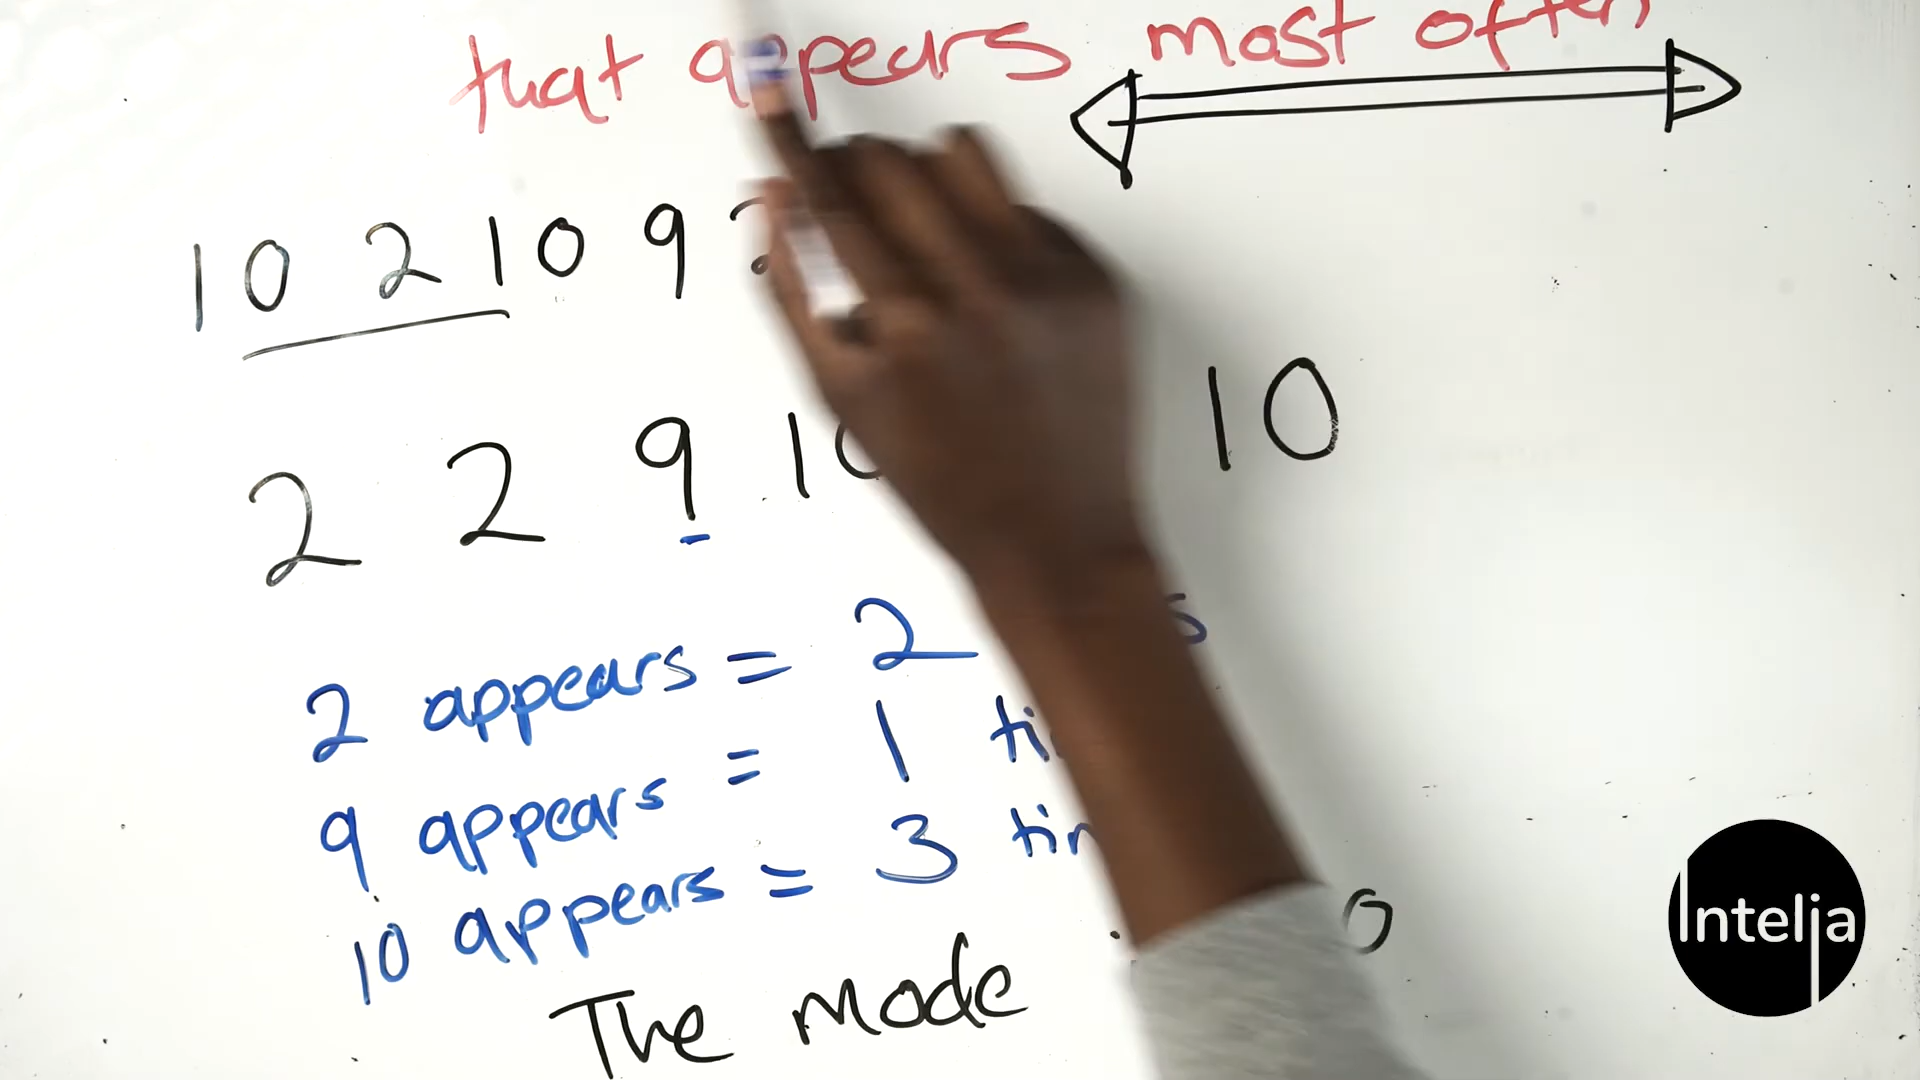 that appears most often
10 2 10 9
2 2 9 10 10
2 appears = 2
9 appears = 1
10 appears = 3
The mode
Intelja